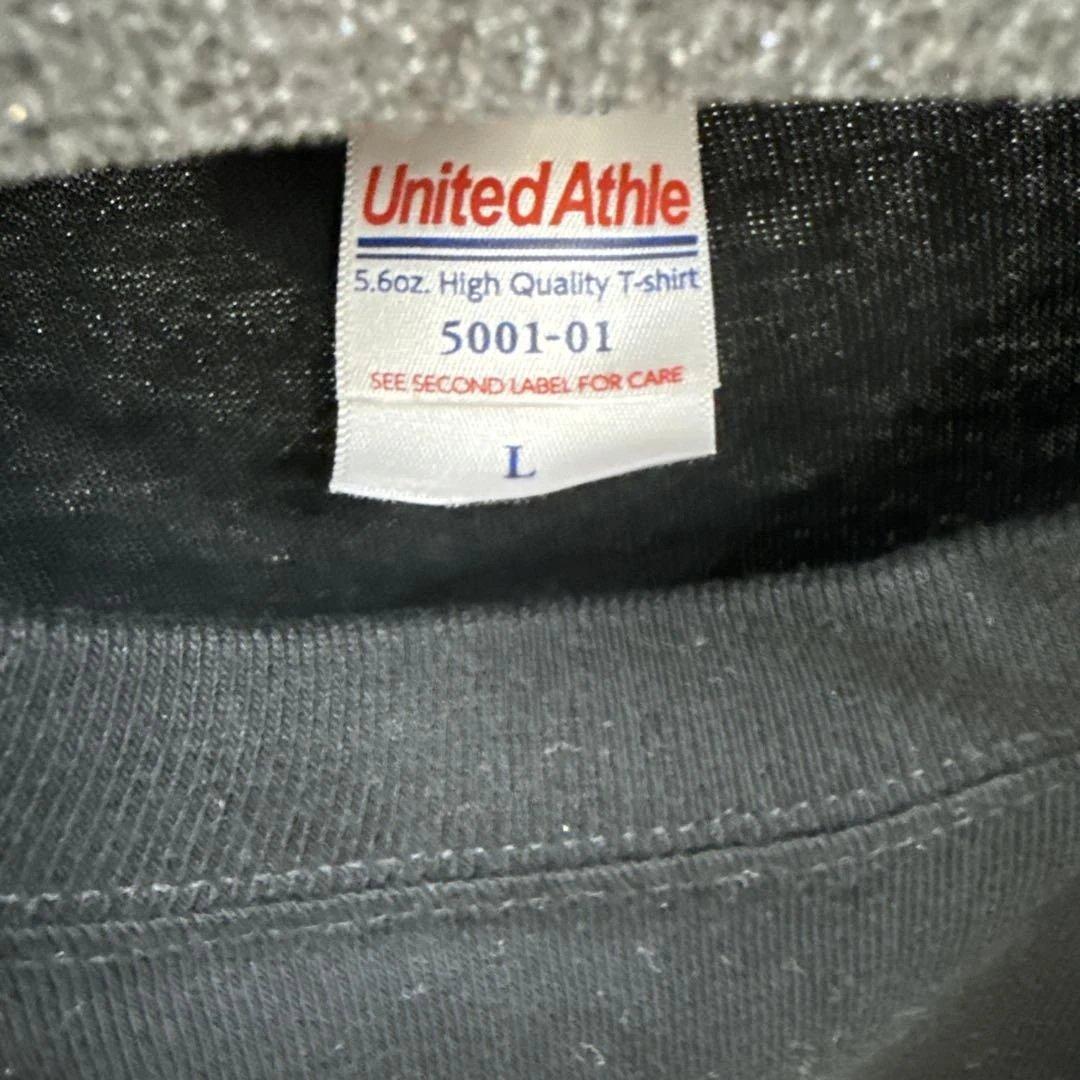 United Athle
5.6oz. High Quality T-shirt
5001-01
SEE SECOND LABEL FOR CARE
L